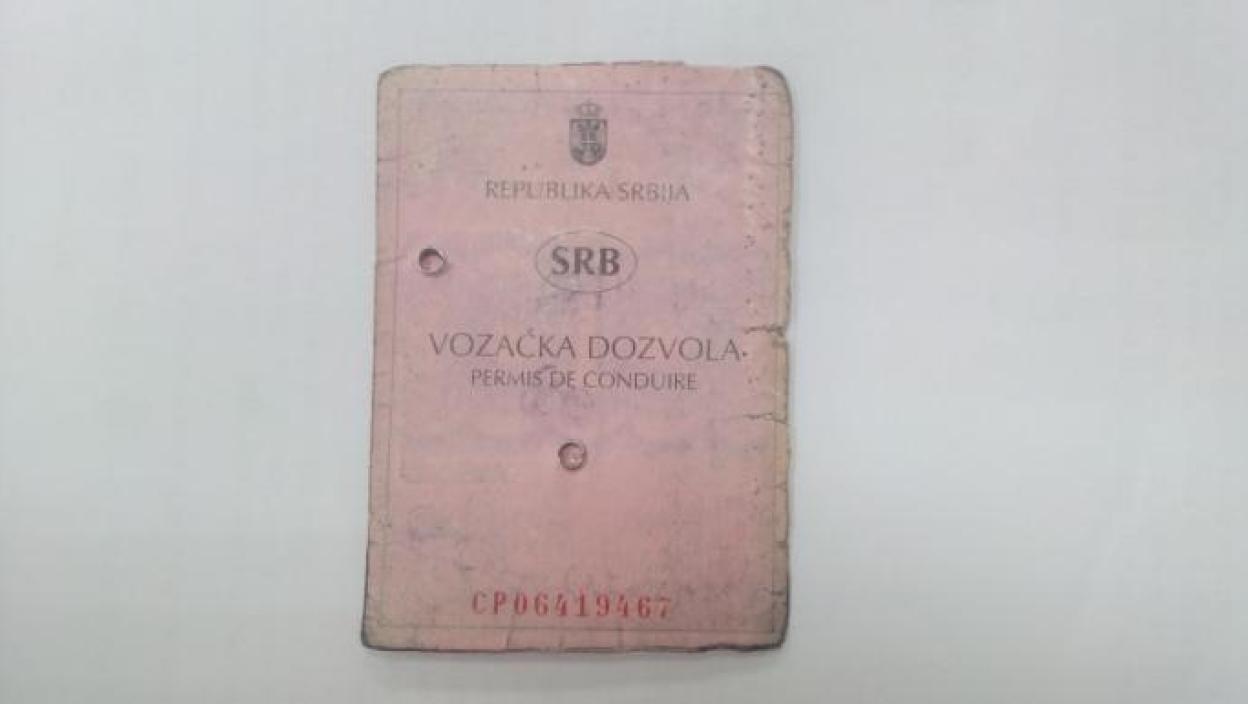 REPUBLIKA SRBIJA
SRB
VOZAČKA DOZVOLA
PERMIS DE CONDUIRE
CP06419467